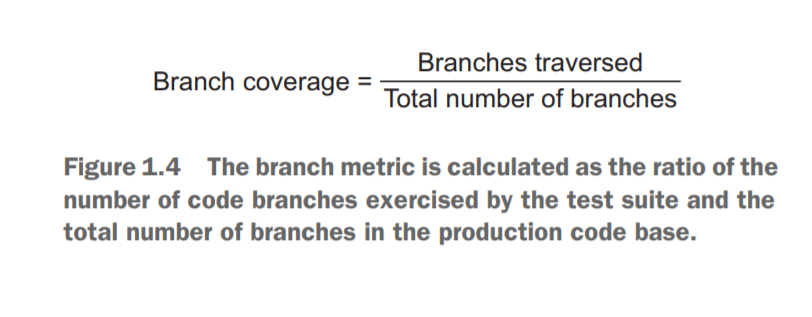 Branches traversed
Branch coverage =
Total number of branches
Figure 1.4 The branch metric is calculated as the ratio of the
number of code branches exercised by the test suite and the
total number of branches in the production code base.